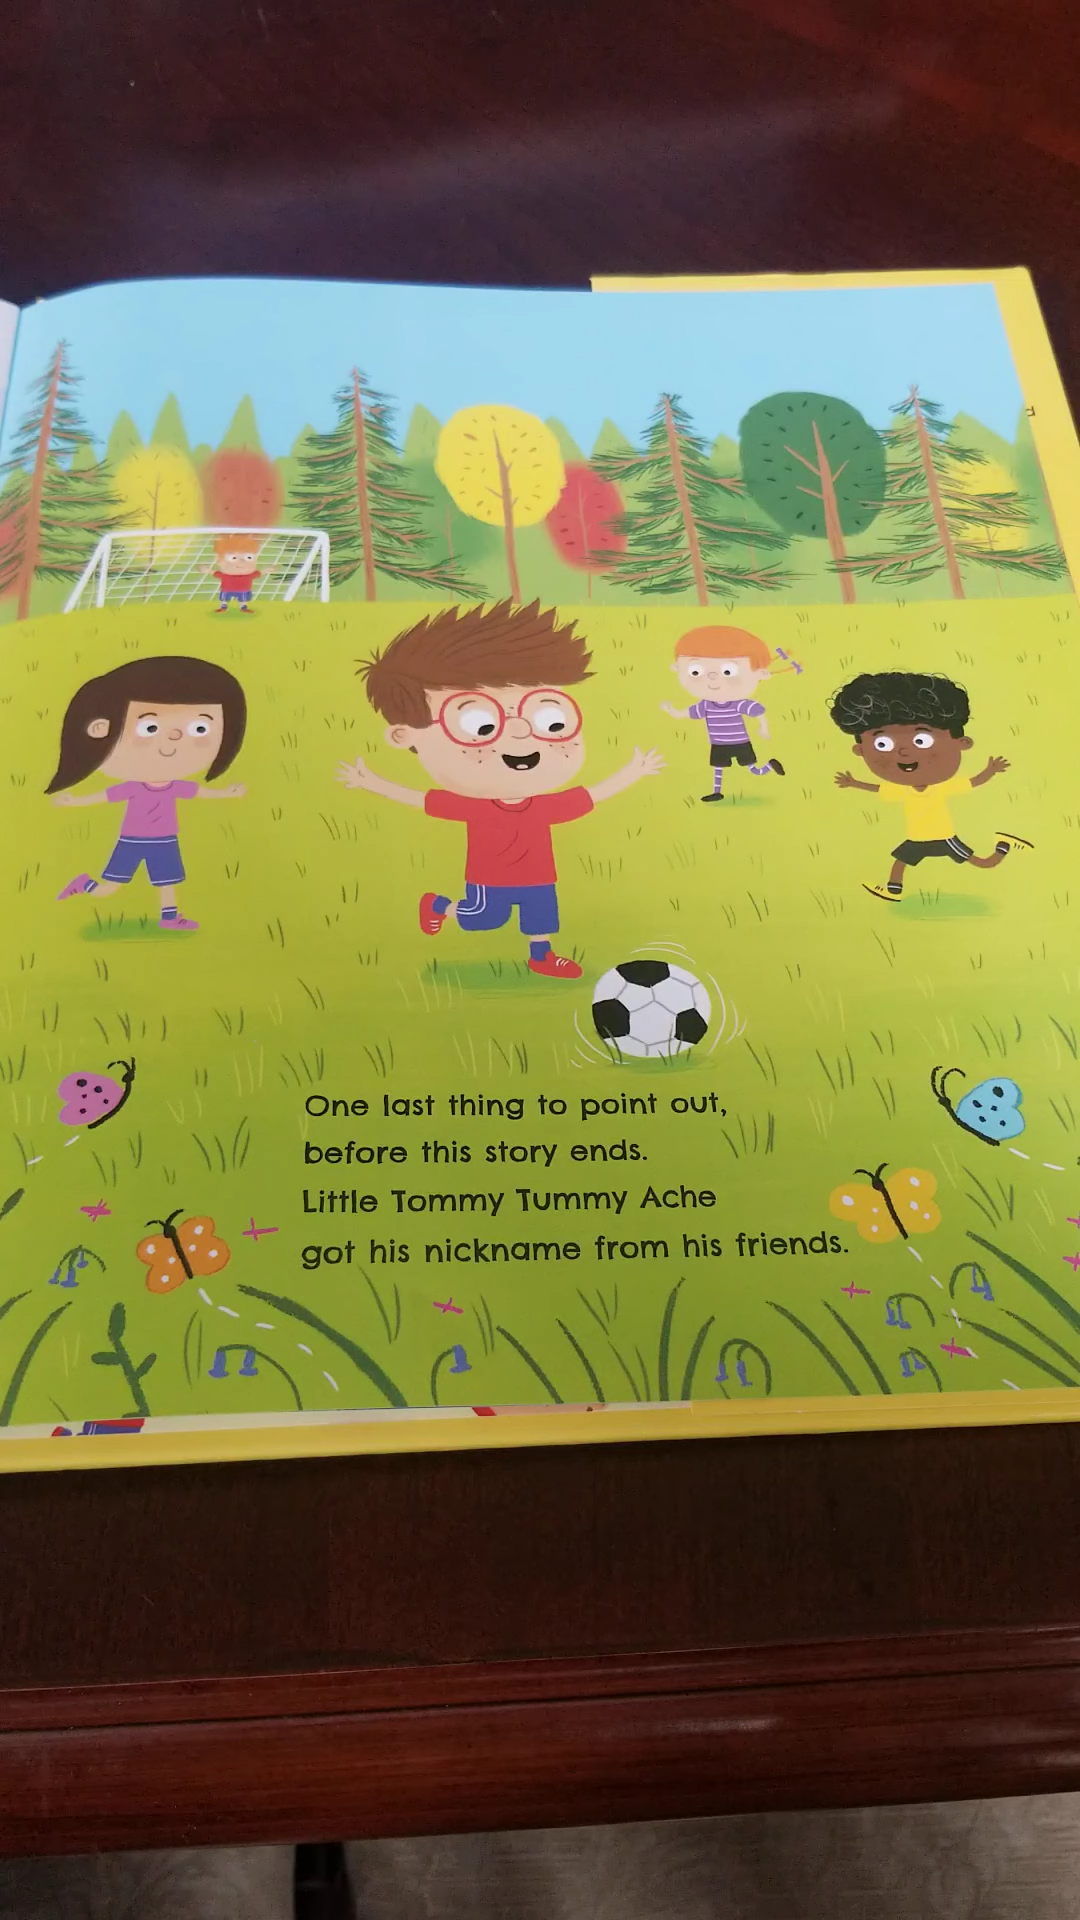 One last thing to point out,
before this story ends.
Little Tommy Tummy Ache
got his nickname from his friends.